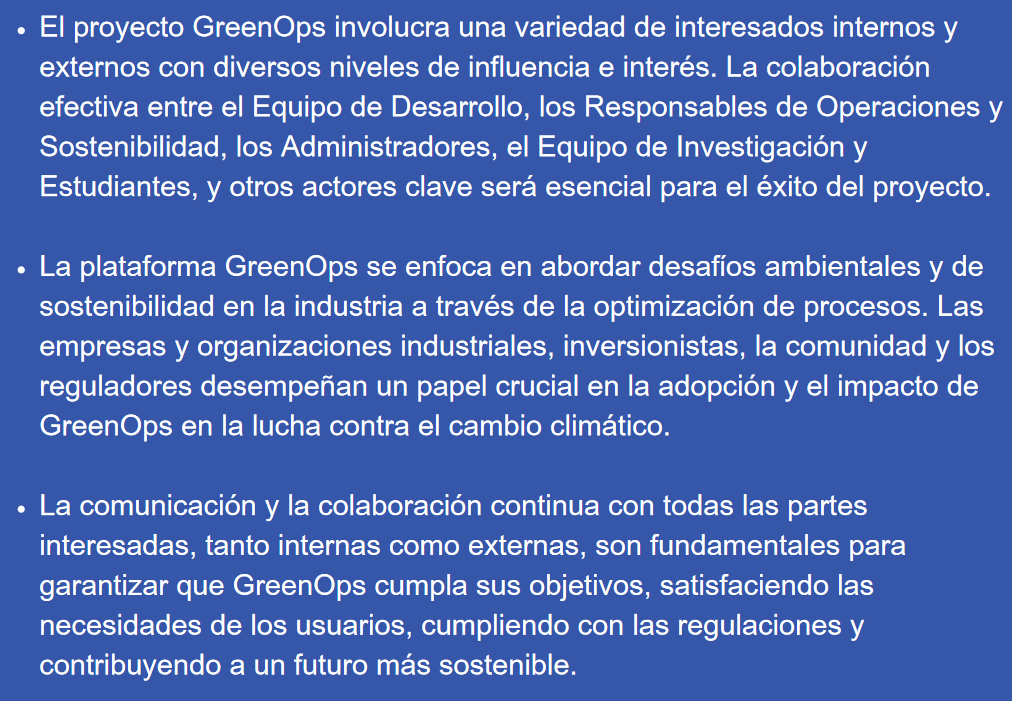 • El proyecto GreenOps involucra una variedad de interesados internos y
externos con diversos niveles de influencia e interés. La colaboración
efectiva entre el Equipo de Desarrollo, los Responsables de Operaciones y
Sostenibilidad, los Administradores, el Equipo de Investigación y
Estudiantes, y otros actores clave será esencial para el éxito del proyecto.
• La plataforma GreenOps se enfoca en abordar desafíos ambientales y de
sostenibilidad en la industria a través de la optimización de procesos. Las
empresas y organizaciones industriales, inversionistas, la comunidad y los
reguladores desempeñan un papel crucial en la adopción y el impacto de
GreenOps en la lucha contra el cambio climático.
• La comunicación y la colaboración continua con todas las partes
interesadas, tanto internas como externas, son fundamentales para
garantizar que GreenOps cumpla sus objetivos, satisfaciendo las
necesidades de los usuarios, cumpliendo con las regulaciones y
contribuyendo a un futuro más sostenible.